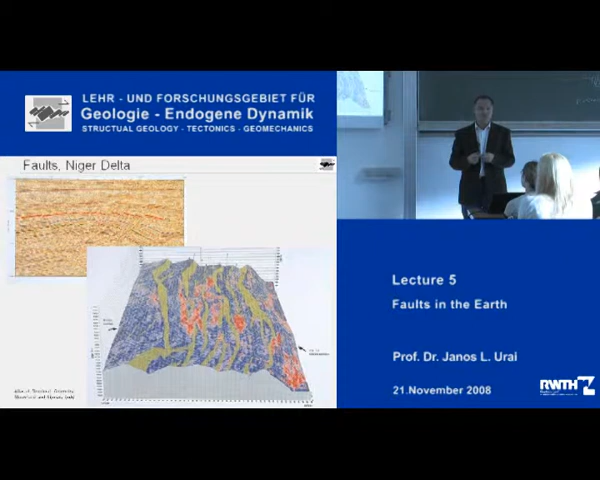 LEHR - UND FORSCHUNGSGEBIET FÜR
Geologie - Endogene Dynamik
STRUCTUAL GEOLOGY - TECTONICS - GEOMECHANICS
Faults, Niger Delta
Lecture 5
Faults in the Earth
Prof. Dr. Janos L. Urai
21.November 2008
RWTH